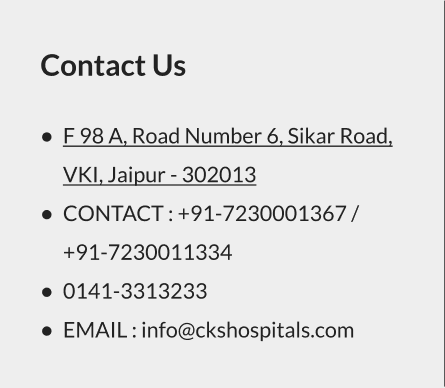 Contact Us
● F 98 A, Road Number 6, Sikar Road,
VKI, Jaipur - 302013
● CONTACT : +91-7230001367 /
+91-7230011334
● 0141-3313233
● EMAIL : info@ckshospitals.com